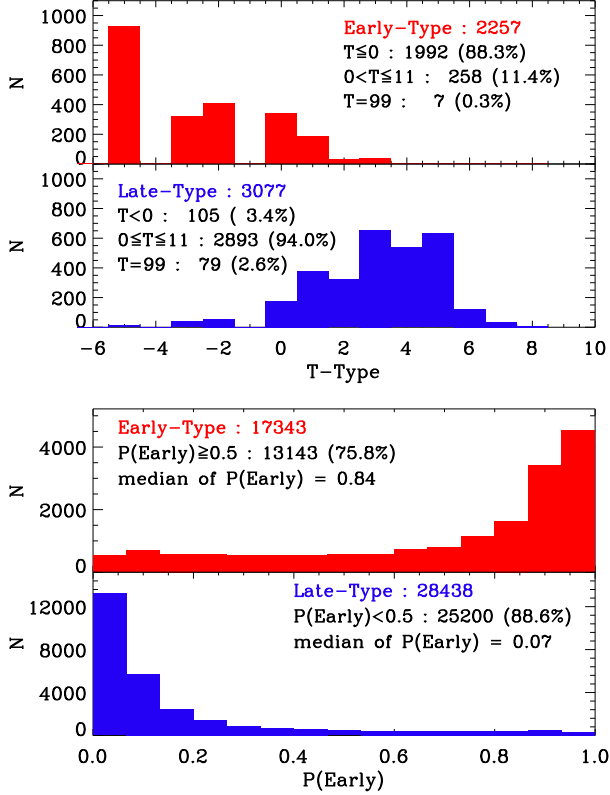 1000
800
600
400
200
0
N
Early-Type : 2257
T≦0 : 1992 (88.3%)
0<T≦11 : 258 (11.4%)
T=99 : 7 (0.3%)
1000
800
600
400
200
0
N
Late-Type : 3077
T<0 : 105 ( 3.4%)
0≦T≦11 : 2893 (94.0%)
T=99 : 79 (2.6%)
-6 -4 -2 0 2 4 6 8 10
T-Type
4000
2000
0
N
Early-Type : 17343
P(Early)≧0.5 : 13143 (75.8%)
median of P(Early) = 0.84
12000
8000
4000
0
N
Late-Type : 28438
P(Early)<0.5 : 25200 (88.6%)
median of P(Early) = 0.07
0.0 0.2 0.4 0.6 0.8 1.0
P(Early)